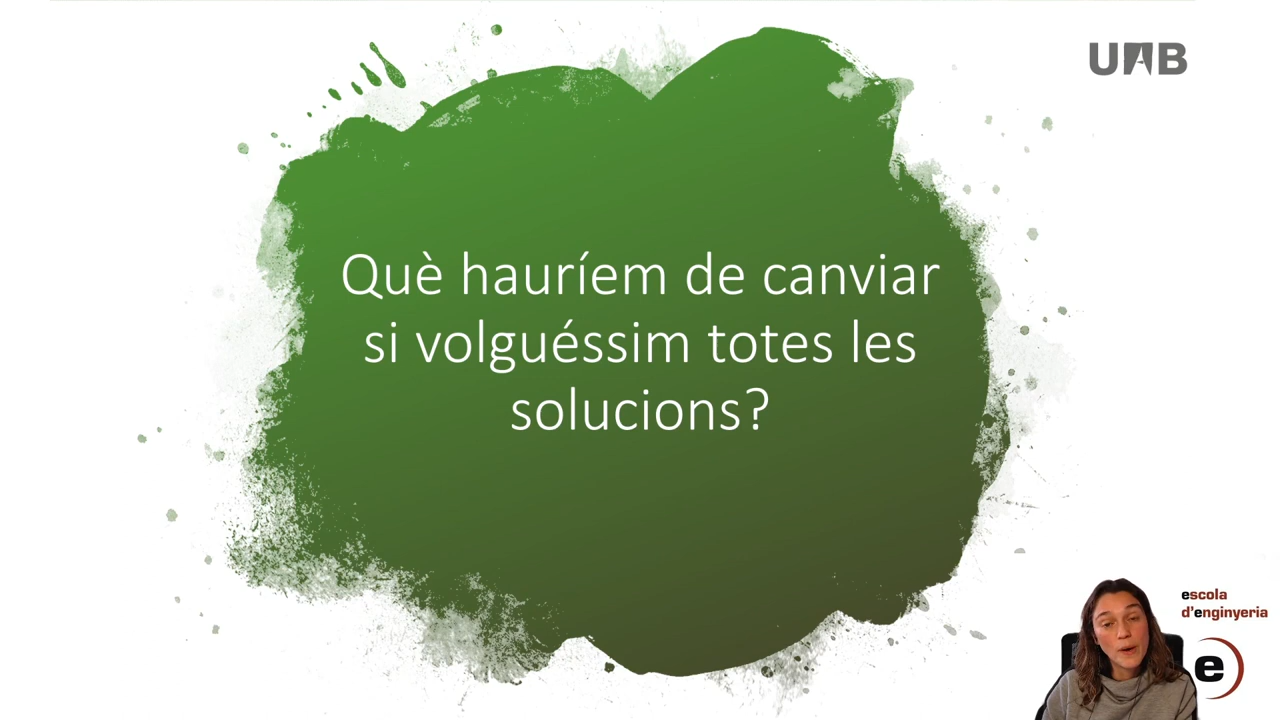 UAB
Què hauríem de canviar
si volguéssim totes les
solucions?
escola
d'enginyeria
e